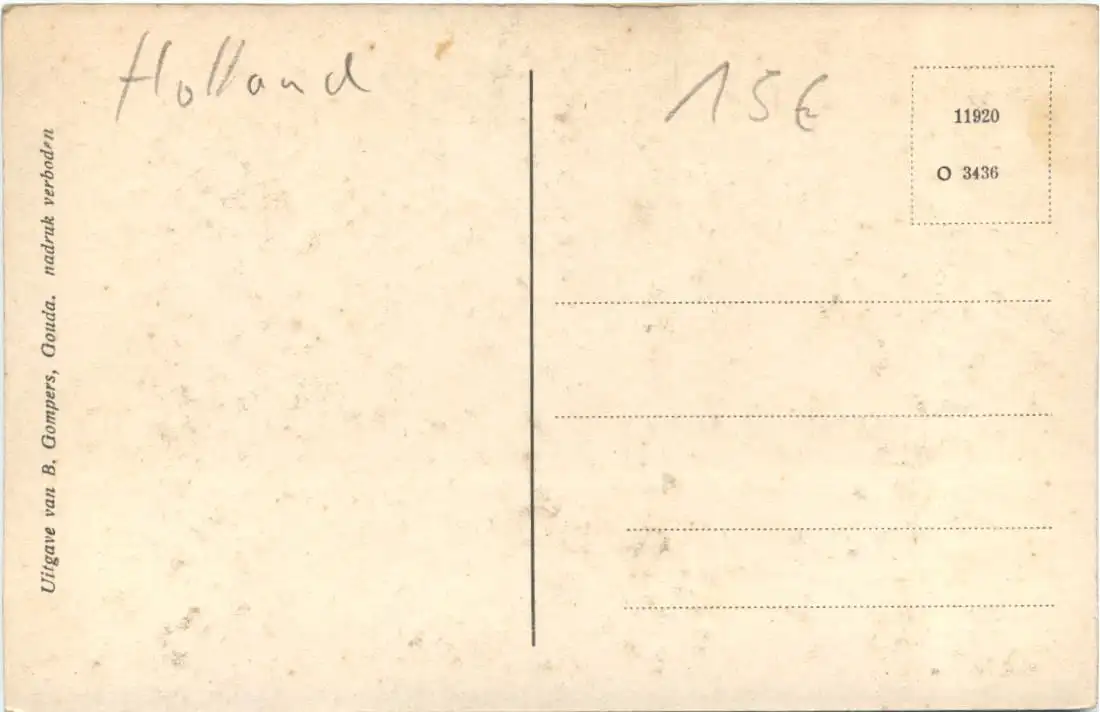 Holland
15 €
11920
O 3436
Uitgave van B. Gompers, Gouda. nadruk verboden